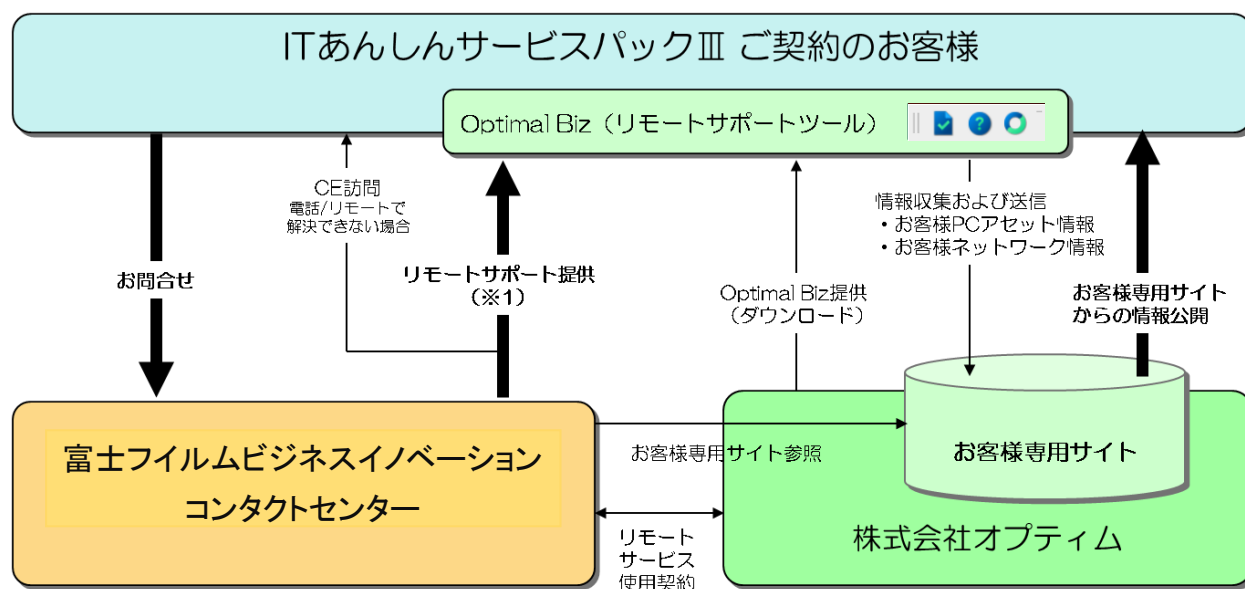 ITあんしんサービスパックⅢ ご契約のお客様
Optimal Biz（リモートサポートツール）
CE訪問
電話/リモートで
解決できない場合
お問合せ
リモートサポート提供
（※1）
Optimal Biz提供
（ダウンロード）
情報収集および送信
・お客様PCアセット情報
・お客様ネットワーク情報
お客様専用サイト
からの情報公開
富士フイルムビジネスイノベーション
コンタクトセンター
お客様専用サイト参照
お客様専用サイト
リモート
サービス
使用契約
株式会社オプティム